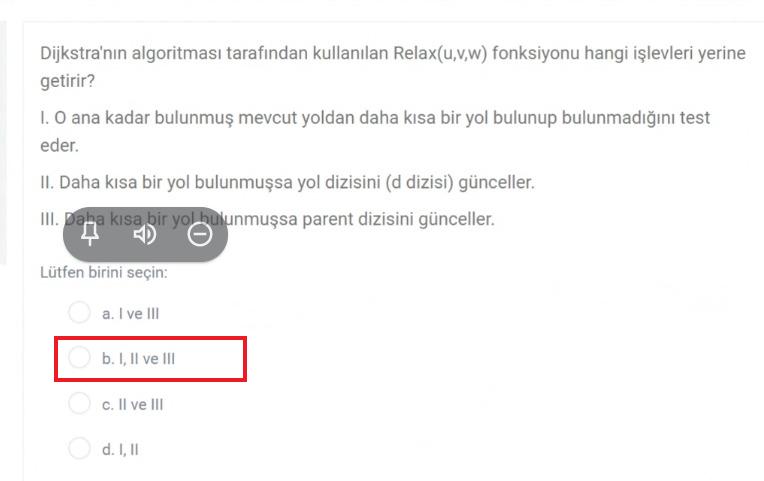 Dijkstra'nın algoritması tarafından kullanılan Relax(u,v,w) fonksiyonu hangi işlevleri yerine
getirir?
I. O ana kadar bulunmuş mevcut yoldan daha kısa bir yol bulunup bulunmadığını test
eder.
II. Daha kısa bir yol bulunmuşsa yol dizisini (d dizisi) günceller.
III. Daha kısa bir yol bulunmuşsa parent dizisini günceller.
Lütfen birini seçin:
a. I ve III
b. I, II ve III
c. II ve III
d. I, II